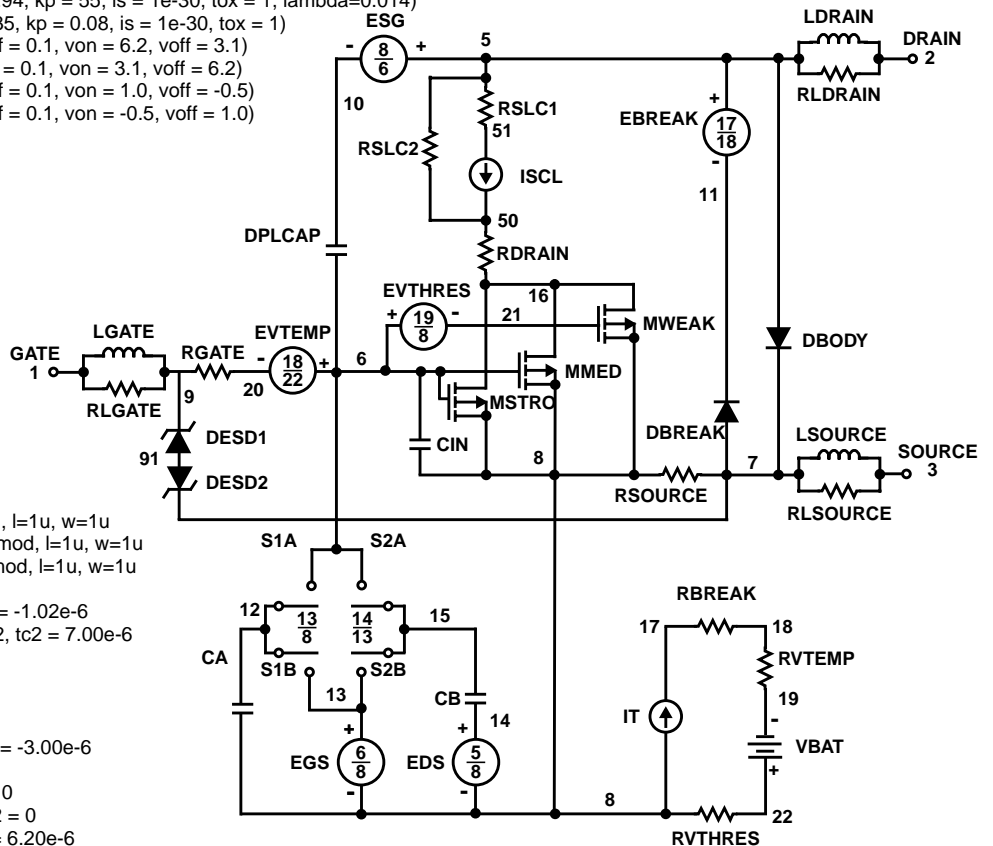 94, kp = 55, is = 1e-30, tox = 1, lambda=0.014)
35, kp = 0.08, is = 1e-30, tox = 1)
= 0.1, von = 6.2, voff = 3.1)
= 0.1, von = 3.1, voff = 6.2)
= 0.1, von = 1.0, voff = -0.5)
= 0.1, von = -0.5, voff = 1.0)
ESG
- 8/6 +
5
10
LDRAIN
DRAIN
2
RLDRAIN
RSLC1
51
RSLC2
ISCL
50
RDRAIN
EBREAK
+
17/18
-
11
DPLCAP
EVTHRES
+ 19/8 -
21
16
MWEAK
DBODY
LGATE
GATE
1
RLGATE
9
RGATE
20
EVTEMP
- 18/22 +
6
MMED
MSTRO
CIN
DBREAK
DESD1
91
DESD2
8
RSOURCE
7
LSOURCE
SOURCE
3
RLSOURCE
, l=1u, w=1u
mod, l=1u, w=1u
, l=1u, w=1u
= -1.02e-6
2, tc2 = 7.00e-6
= -3.00e-6
0
= 0
= 6.20e-6
S1A
S2A
12
13/8
14/13
15
CA
S1B
S2B
13
CB
14
+
EGS
6/8
-
+
EDS
5/8
-
8
RBREAK
17
18
RVTEMP
19
IT
-
VBAT
+
22
RVTHRES